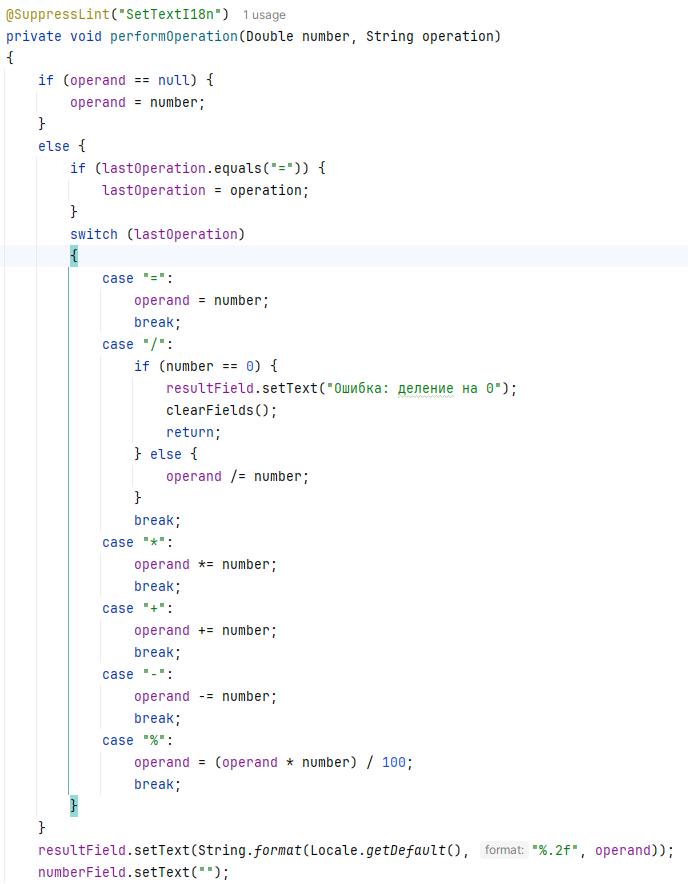 @SuppressLint("SetTextI18n") 1 usage
private void performOperation(Double number, String operation)
{
    if (operand == null) {
        operand = number;
    }
    else {
        if (lastOperation.equals("=")) {
            lastOperation = operation;
        }
        switch (lastOperation)
        {
            case "=":
                operand = number;
                break;
            case "/":
                if (number == 0) {
                    resultField.setText("Ошибка: деление на 0");
                    clearFields();
                    return;
                } else {
                    operand /= number;
                }
                break;
            case "*":
                operand *= number;
                break;
            case "+":
                operand += number;
                break;
            case "-":
                operand -= number;
                break;
            case "%":
                operand = (operand * number) / 100;
                break;
        }
    }
    resultField.setText(String.format(Locale.getDefault(), format: "%.2f", operand));
    numberField.setText("");